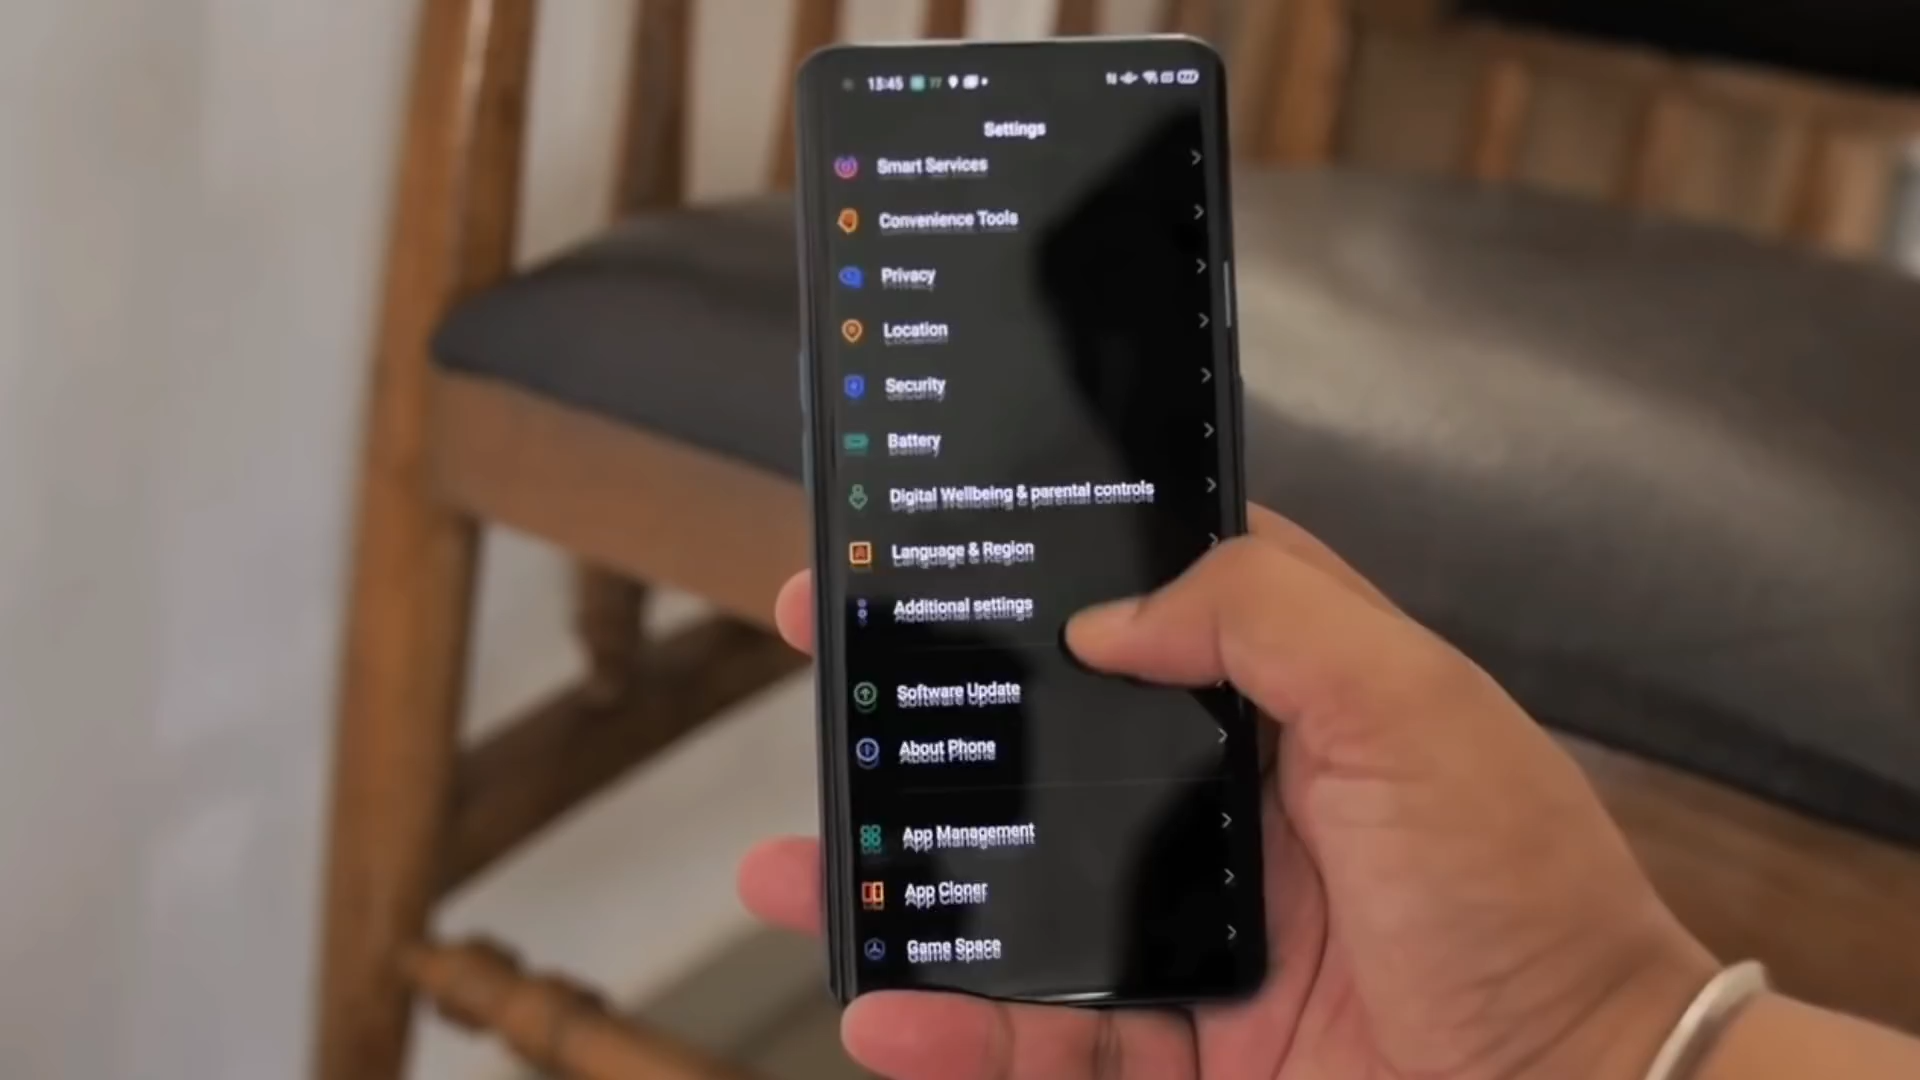 13:45
Settings
Smart Services
Convenience Tools
Privacy
Location
Security
Battery
Digital Wellbeing & parental controls
Language & Region
Additional settings
Software Update
About Phone
App Management
App Cloner
Game Space